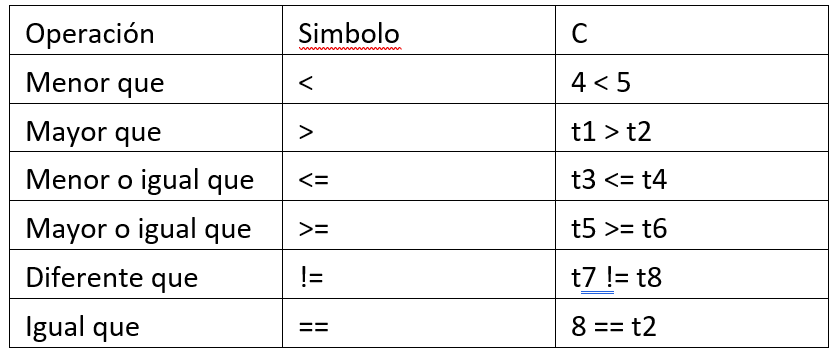 Operación Simbolo C
Menor que < 4 < 5
Mayor que > t1 > t2
Menor o igual que <= t3 <= t4
Mayor o igual que >= t5 >= t6
Diferente que != t7 != t8
Igual que == 8 == t2